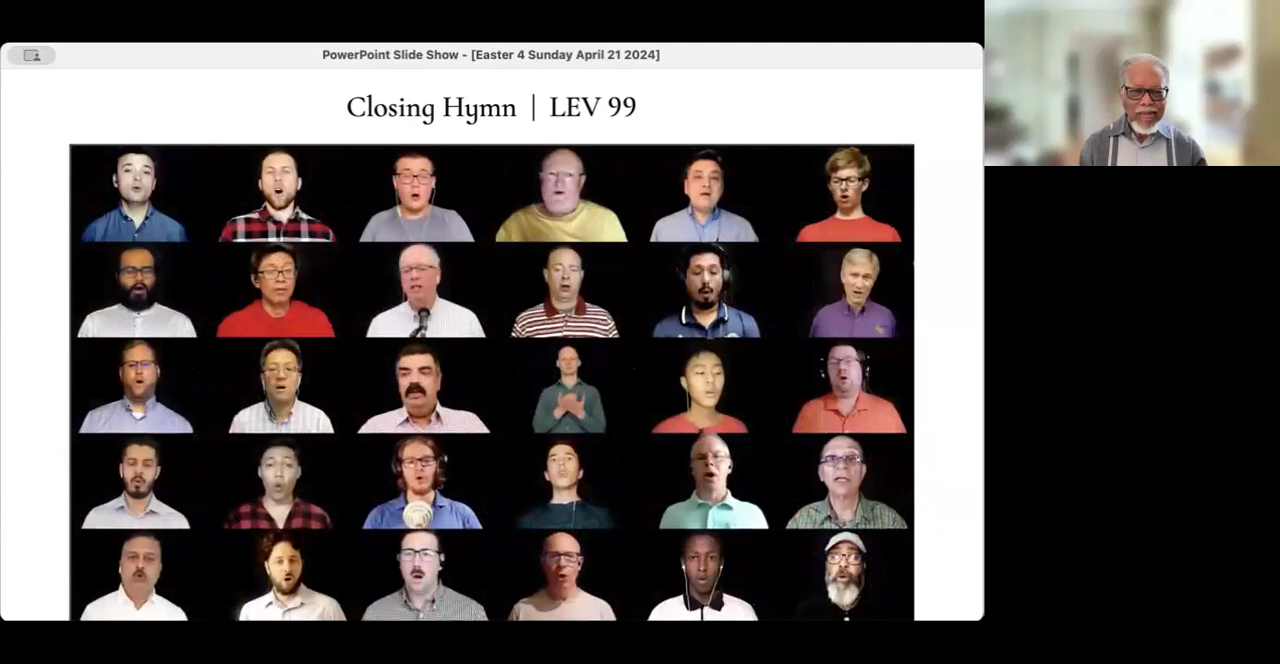 PowerPoint Slide Show - [Easter 4 Sunday April 21 2024]
Closing Hymn | LEV 99